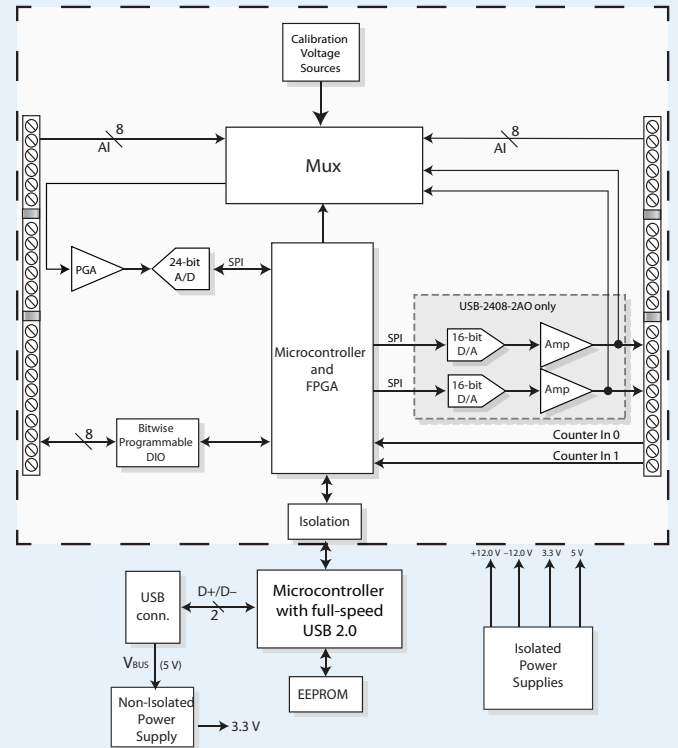 Calibration
Voltage
Sources
8
AI
Mux
8
AI
PGA
24-bit
A/D
SPI
Microcontroller
and
FPGA
USB-2408-2AO only
SPI
16-bit
D/A
Amp
SPI
16-bit
D/A
Amp
8
Bitwise
Programmable
DIO
Counter In 0
Counter In 1
Isolation
+12.0 V
–12.0 V
3.3 V
5 V
USB
conn.
D+/D–
2
Microcontroller
with full-speed
USB 2.0
Isolated
Power
Supplies
VBUS (5 V)
EEPROM
Non-Isolated
Power
Supply
3.3 V